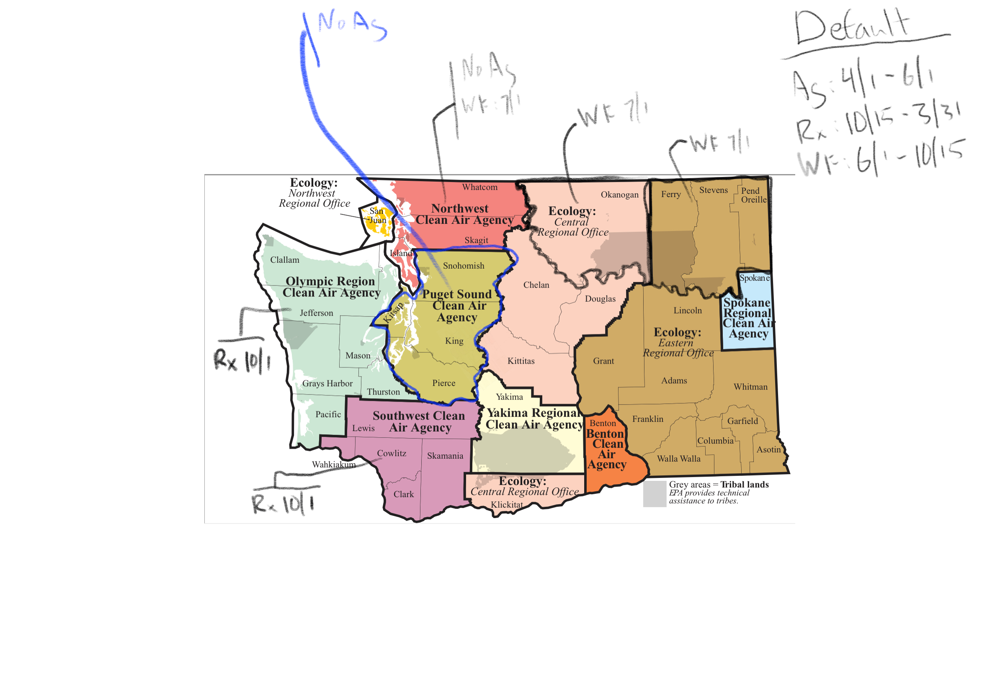 No Ag
No Ag
WF: 7/1
WF 7/1
WF 7/1
Default
Ag: 4/1 - 6/1
Rx: 10/15 - 3/31
WF: 6/1 - 10/15
Ecology:
Northwest
Regional Office
San
Juan
Whatcom
Northwest
Clean Air Agency
Skagit
Island
Okanogan
Ecology:
Central
Regional Office
Ferry
Stevens
Pend
Oreille
Clallam
Olympic Region
Clean Air Agency
Jefferson
Mason
Grays Harbor
Thurston
Pacific
Rx 10/1
Snohomish
Puget Sound
Clean Air
Agency
Kitsap
King
Pierce
Chelan
Douglas
Kittitas
Spokane
Spokane
Regional
Clean Air
Agency
Lincoln
Ecology:
Eastern
Regional Office
Grant
Adams
Whitman
Franklin
Garfield
Columbia
Asotin
Walla Walla
Yakima
Yakima Regional
Clean Air Agency
Benton
Benton
Clean
Air
Agency
Southwest Clean
Air Agency
Lewis
Cowlitz
Skamania
Wahkiakum
Clark
Rx 10/1
Ecology:
Central Regional Office
Klickitat
Grey areas = Tribal lands
EPA provides technical
assistance to tribes.